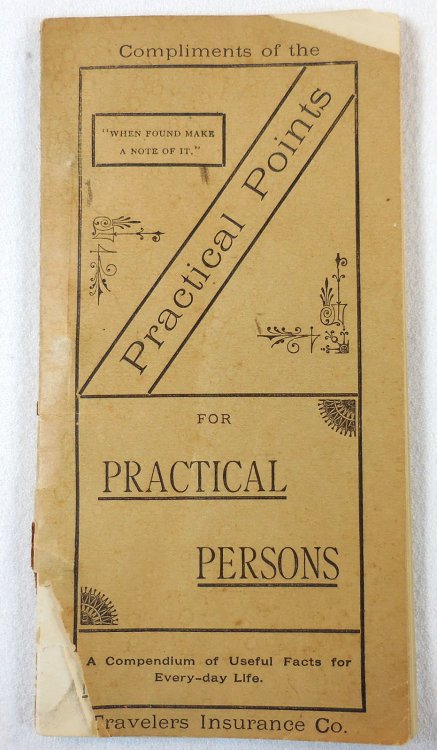 Compliments of the
"WHEN FOUND MAKE
A NOTE OF IT."
Practical Points
FOR
PRACTICAL
PERSONS
A Compendium of Useful Facts for
Every-day Life.
Travelers Insurance Co.